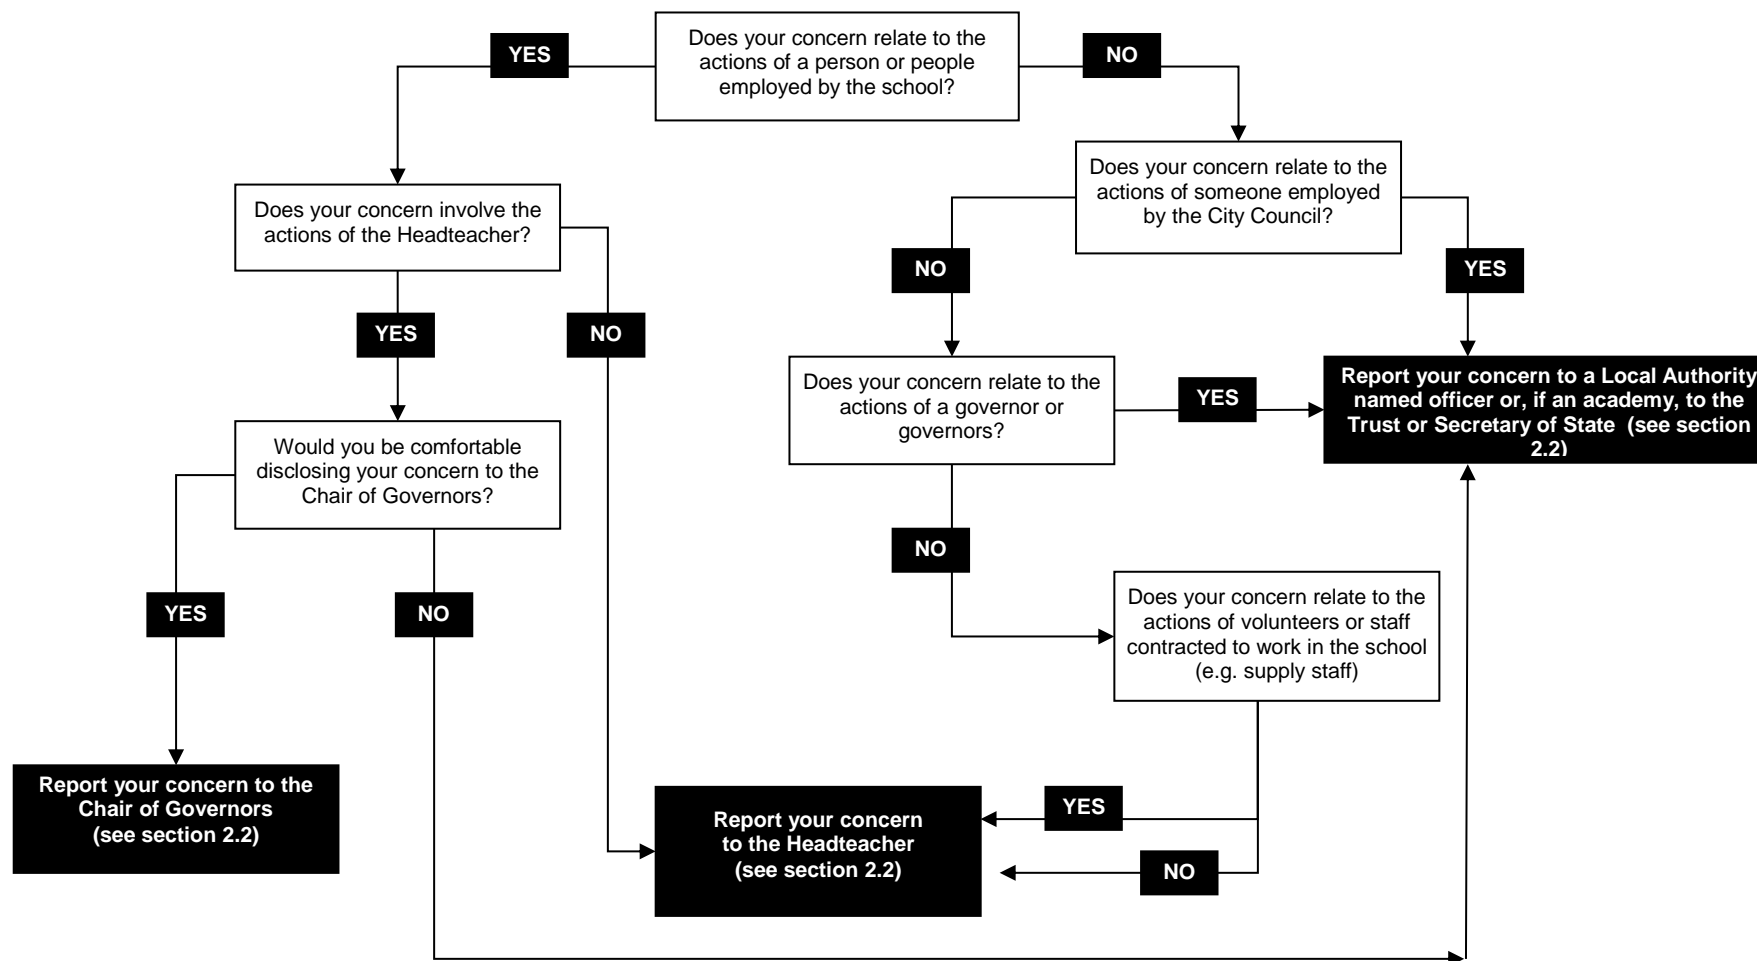 Does your concern relate to the
actions of a person or people
employed by the school?
YES
NO
Does your concern relate to the
actions of someone employed
by the City Council?
Does your concern involve the
actions of the Headteacher?
NO
YES
YES
NO
Does your concern relate to the
actions of a governor or
governors?
YES
Report your concern to a Local Authority
named officer or, if an academy, to the
Trust or Secretary of State (see section
2.2)
Would you be comfortable
disclosing your concern to the
Chair of Governors?
NO
YES
NO
Does your concern relate to the
actions of volunteers or staff
contracted to work in the school
(e.g. supply staff)
Report your concern to the
Chair of Governors
(see section 2.2)
Report your concern
to the Headteacher
(see section 2.2)
YES
NO